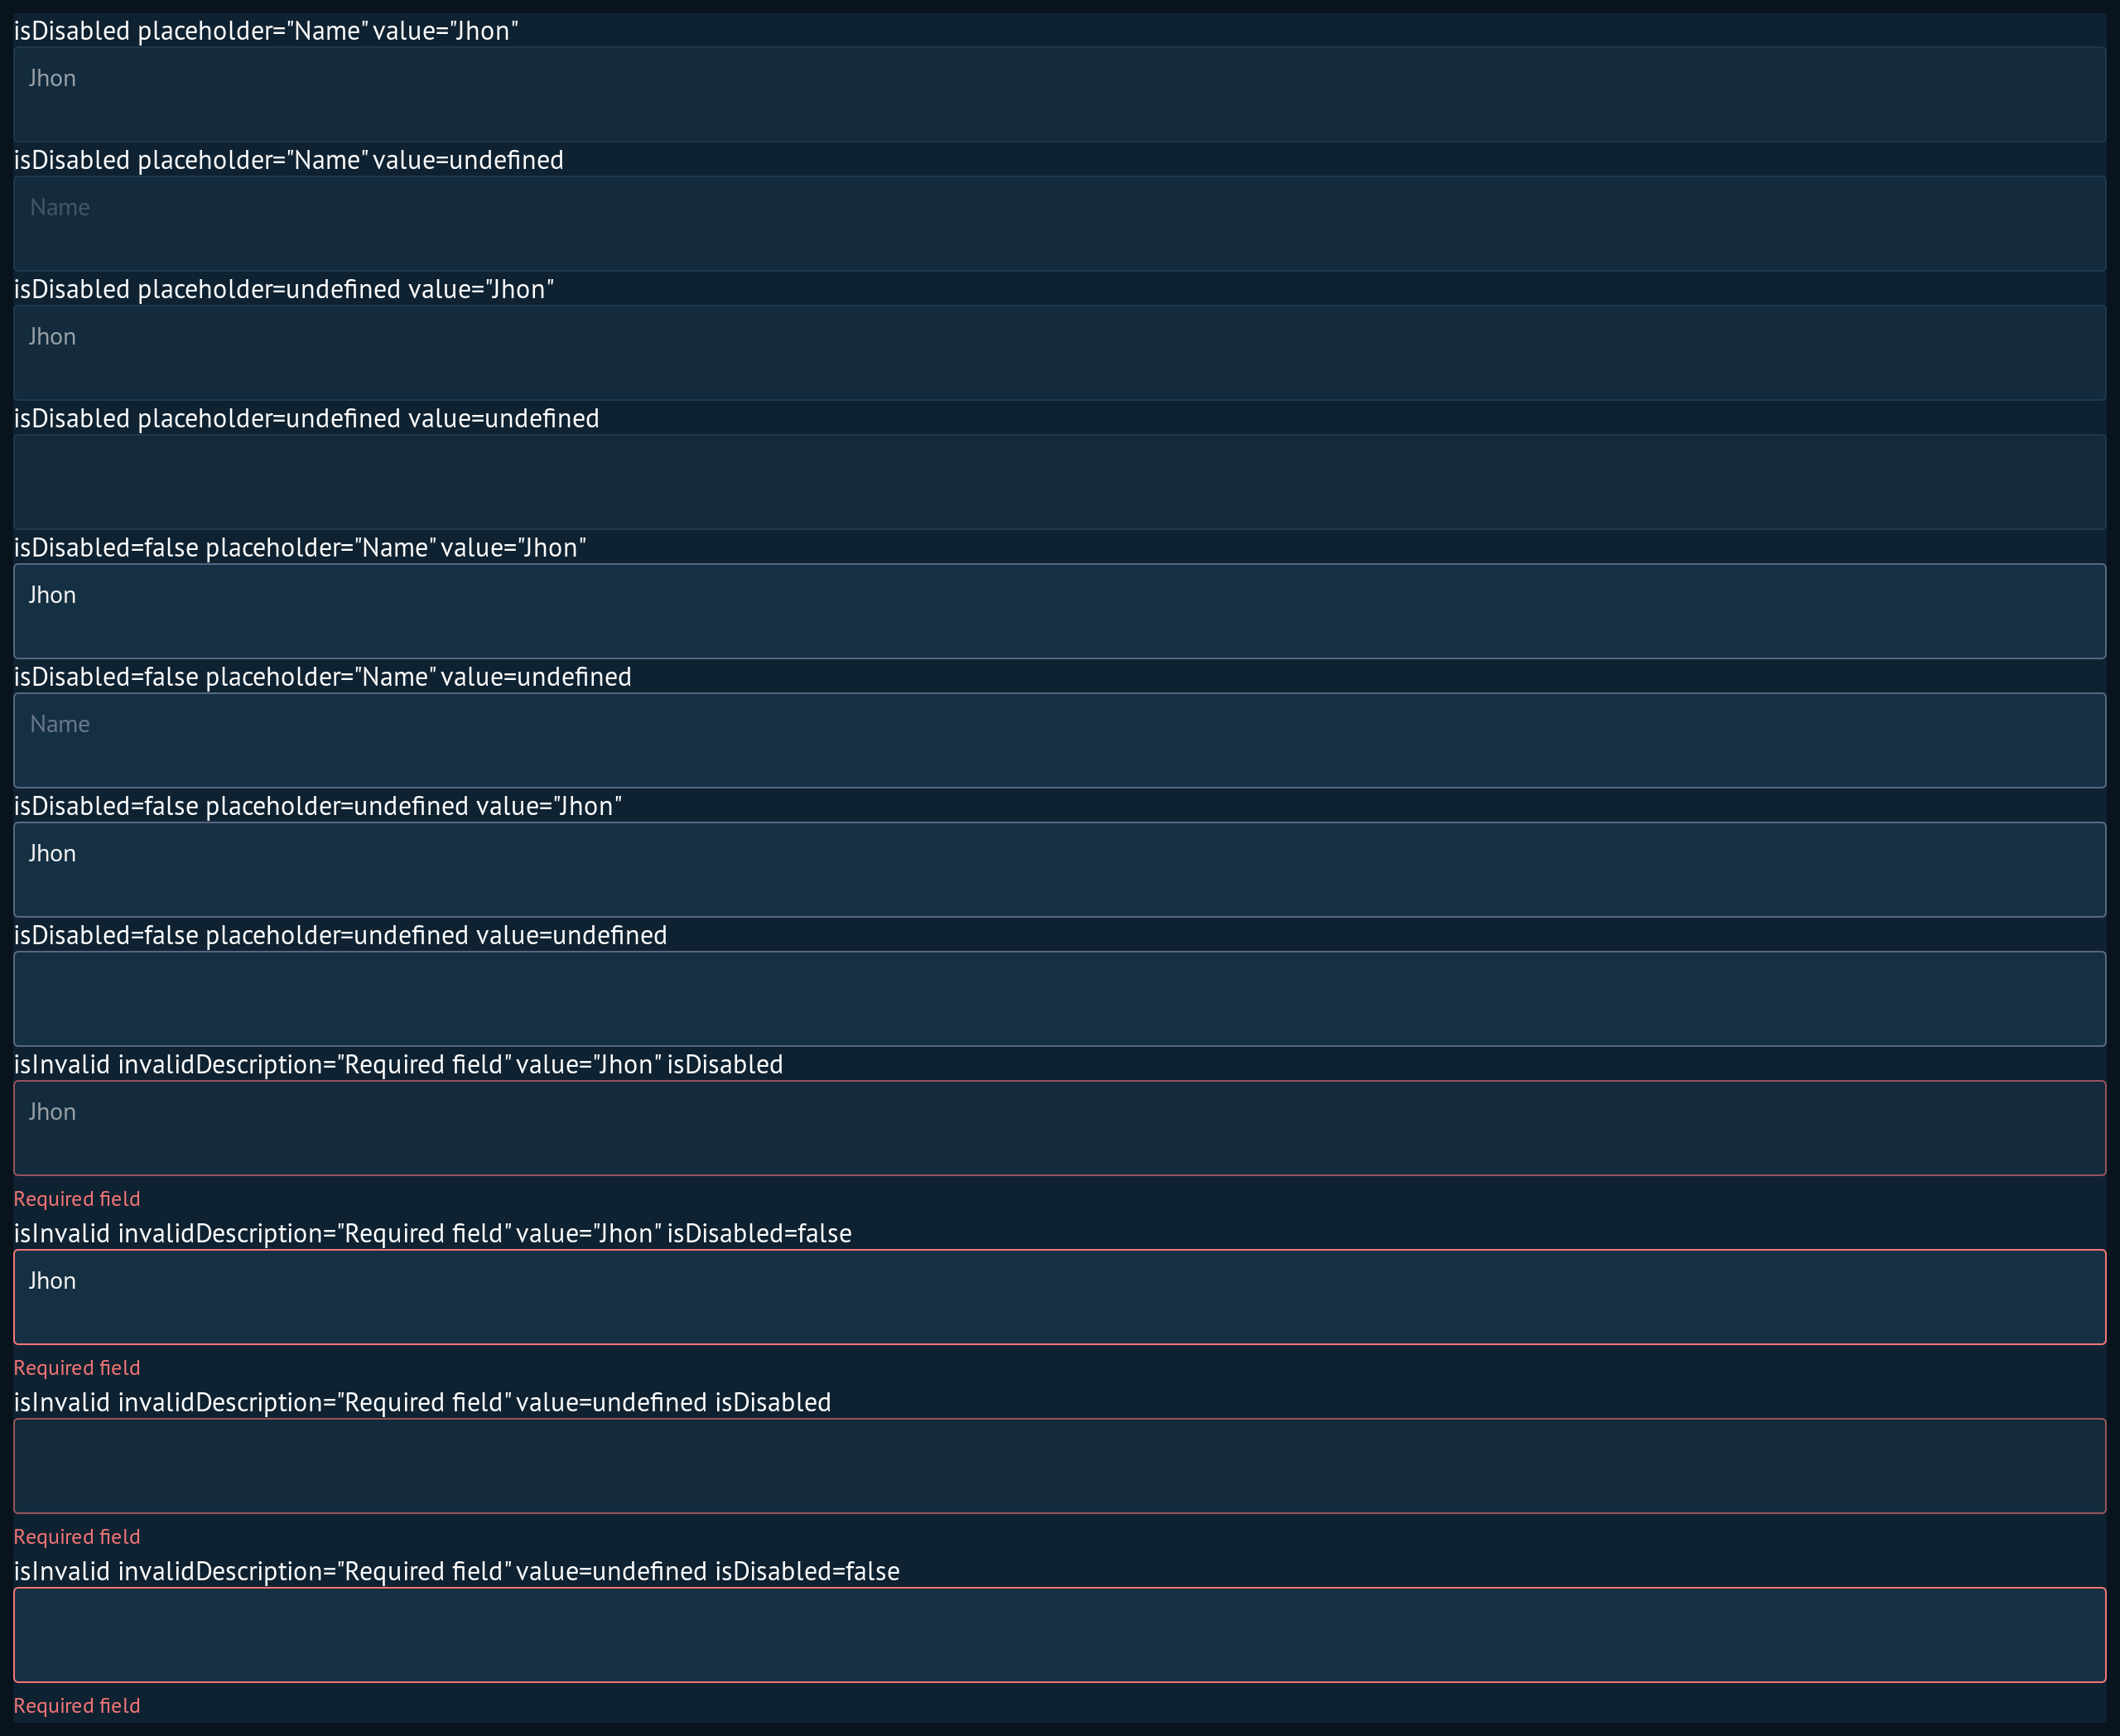 isDisabled placeholder="Name" value="Jhon"
Jhon
isDisabled placeholder="Name" value=undefined
Name
isDisabled placeholder=undefined value="Jhon"
Jhon
isDisabled placeholder=undefined value=undefined
isDisabled=false placeholder="Name" value="Jhon"
Jhon
isDisabled=false placeholder="Name" value=undefined
Name
isDisabled=false placeholder=undefined value="Jhon"
Jhon
isDisabled=false placeholder=undefined value=undefined
isInvalid invalidDescription="Required field" value="Jhon" isDisabled
Jhon
Required field
isInvalid invalidDescription="Required field" value="Jhon" isDisabled=false
Jhon
Required field
isInvalid invalidDescription="Required field" value=undefined isDisabled
Required field
isInvalid invalidDescription="Required field" value=undefined isDisabled=false
Required field